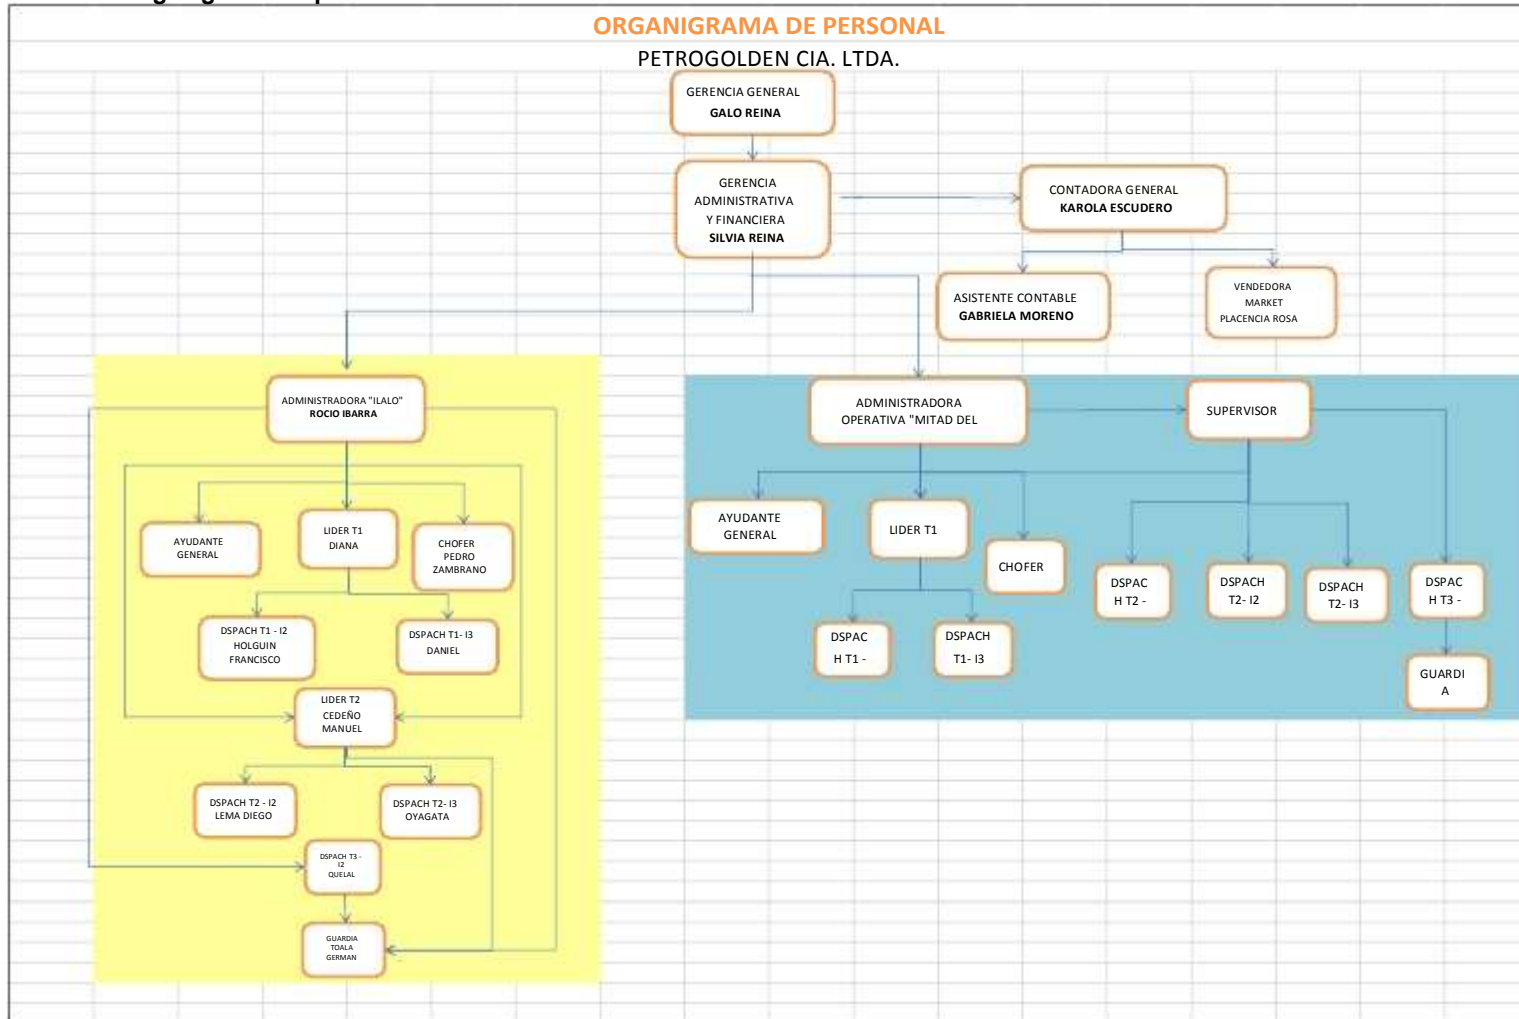 ORGANIGRAMA DE PERSONAL
PETROGOLDEN CIA. LTDA.
GERENCIA GENERAL
GALO REINA
GERENCIA
ADMINISTRATIVA
Y FINANCIERA
SILVIA REINA
CONTADORA GENERAL
KAROLA ESCUDERO
ASISTENTE CONTABLE
GABRIELA MORENO
VENDEDORA
MARKET
PLACENCIA ROSA
ADMINISTRADORA "ILALO"
ROCIO IBARRA
AYUDANTE
GENERAL
LIDER T1
DIANA
CHOFER
PEDRO
ZAMBRANO
DSPACH T1 - I2
HOLGUIN
FRANCISCO
DSPACH T1- I3
DANIEL
LIDER T2
CEDEÑO
MANUEL
DSPACH T2 - I2
LEMA DIEGO
DSPACH T2- I3
OYAGATA
DSPACH T3 -
I2
QUELAL
GUARDIA
TOALA
GERMAN
ADMINISTRADORA
OPERATIVA "MITAD DEL
SUPERVISOR
AYUDANTE
GENERAL
LIDER T1
CHOFER
DSPAC
H T1 -
DSPACH
T1- I3
DSPAC
H T2 -
DSPACH
T2- I2
DSPACH
T2- I3
DSPAC
H T3 -
GUARDI
A